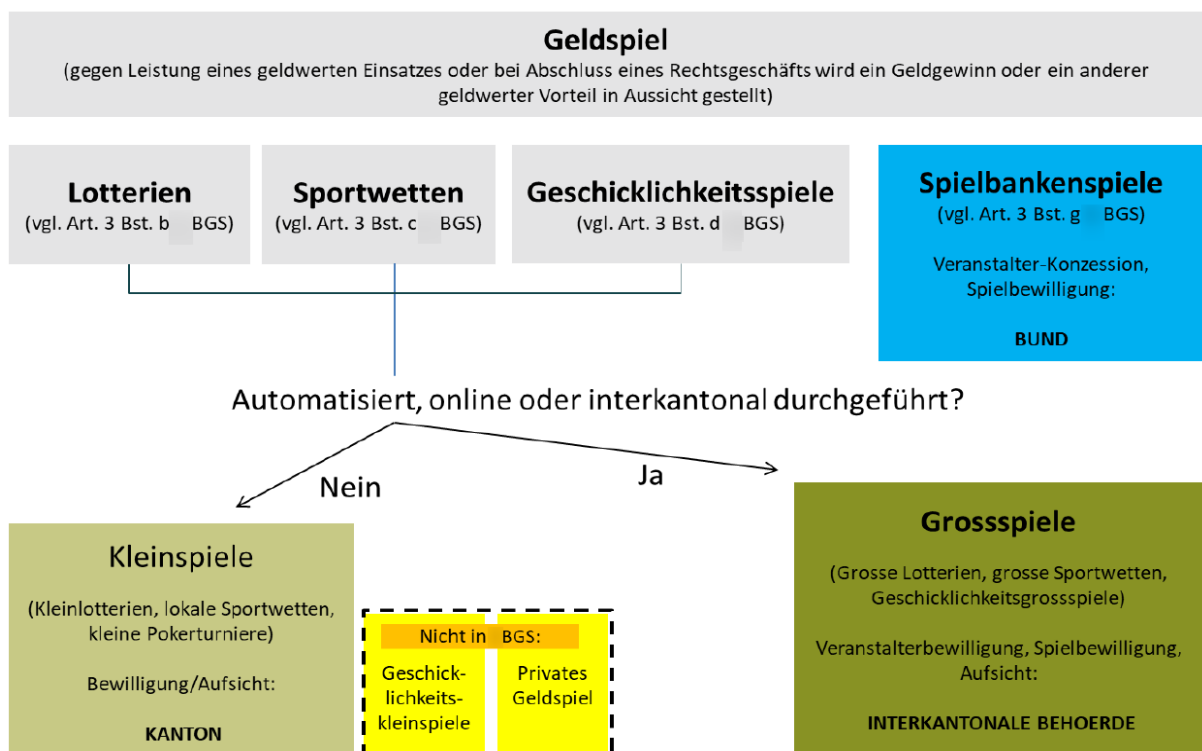 Geldspiel
(gegen Leistung eines geldwerten Einsatzes oder bei Abschluss eines Rechtsgeschäfts wird ein Geldgewinn oder ein anderer
geldwerter Vorteil in Aussicht gestellt)
Lotterien
(vgl. Art. 3 Bst. b BGS)
Sportwetten
(vgl. Art. 3 Bst. c BGS)
Geschicklichkeitsspiele
(vgl. Art. 3 Bst. d BGS)
Spielbankenspiele
(vgl. Art. 3 Bst. g BGS)
Veranstalter-Konzession,
Spielbewilligung:
BUND
Automatisiert, online oder interkantonal durchgeführt?
Nein
Ja
Kleinspiele
(Kleinlotterien, lokale Sportwetten,
kleine Pokerturniere)
Bewilligung/Aufsicht:
KANTON
Nicht in BGS:
Geschick-
lichkeits-
kleinspiele
Privates
Geldspiel
Grossspiele
(Grosse Lotterien, grosse Sportwetten,
Geschicklichkeitsgrossspiele)
Veranstalterbewilligung, Spielbewilligung,
Aufsicht:
INTERKANTONALE BEHOERDE